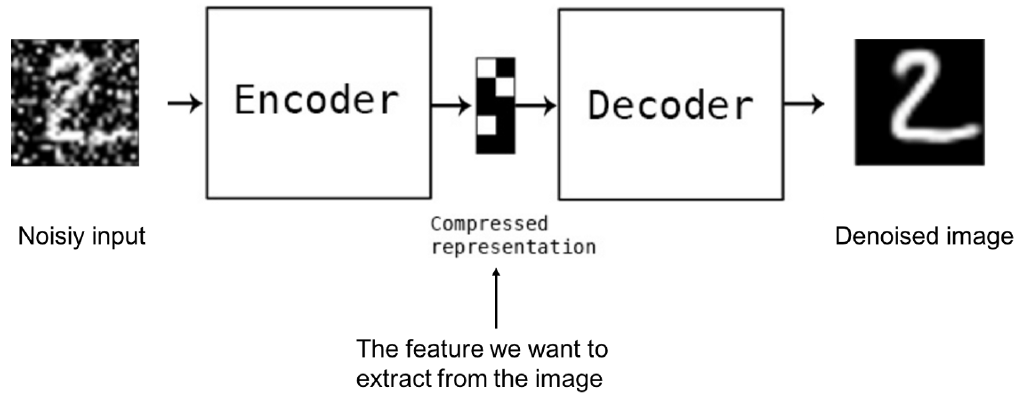 Encoder
Decoder
Noisiy input
Compressed
representation
Denoised image
The feature we want to
extract from the image